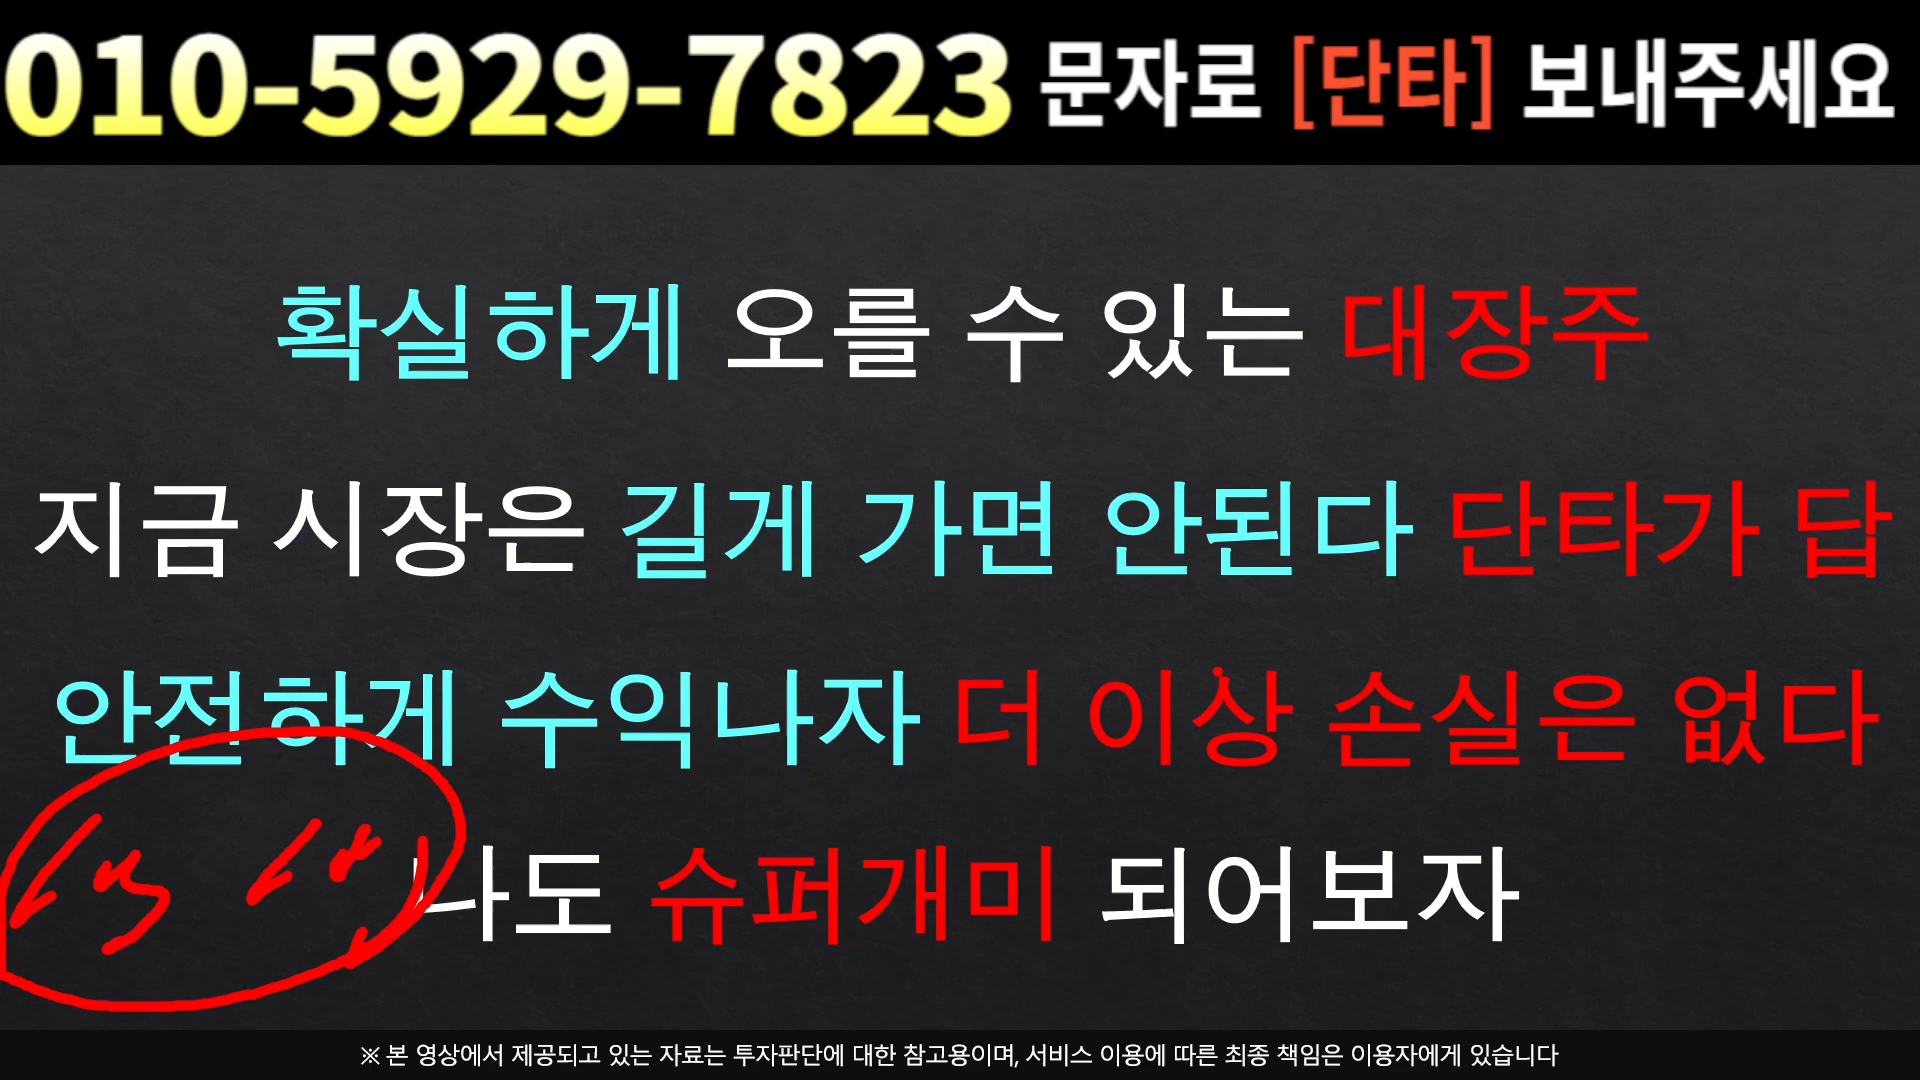 010-5929-7823 문자로 [단타] 보내주세요
확실하게 오를 수 있는 대장주
지금 시장은 길게 가면 안된다 단타가 답
안전하게 수익나자 더 이상 손실은 없다
나도 슈퍼개미 되어보자
※ 본 영상에서 제공되고 있는 자료는 투자판단에 대한 참고용이며, 서비스 이용에 따른 최종 책임은 이용자에게 있습니다